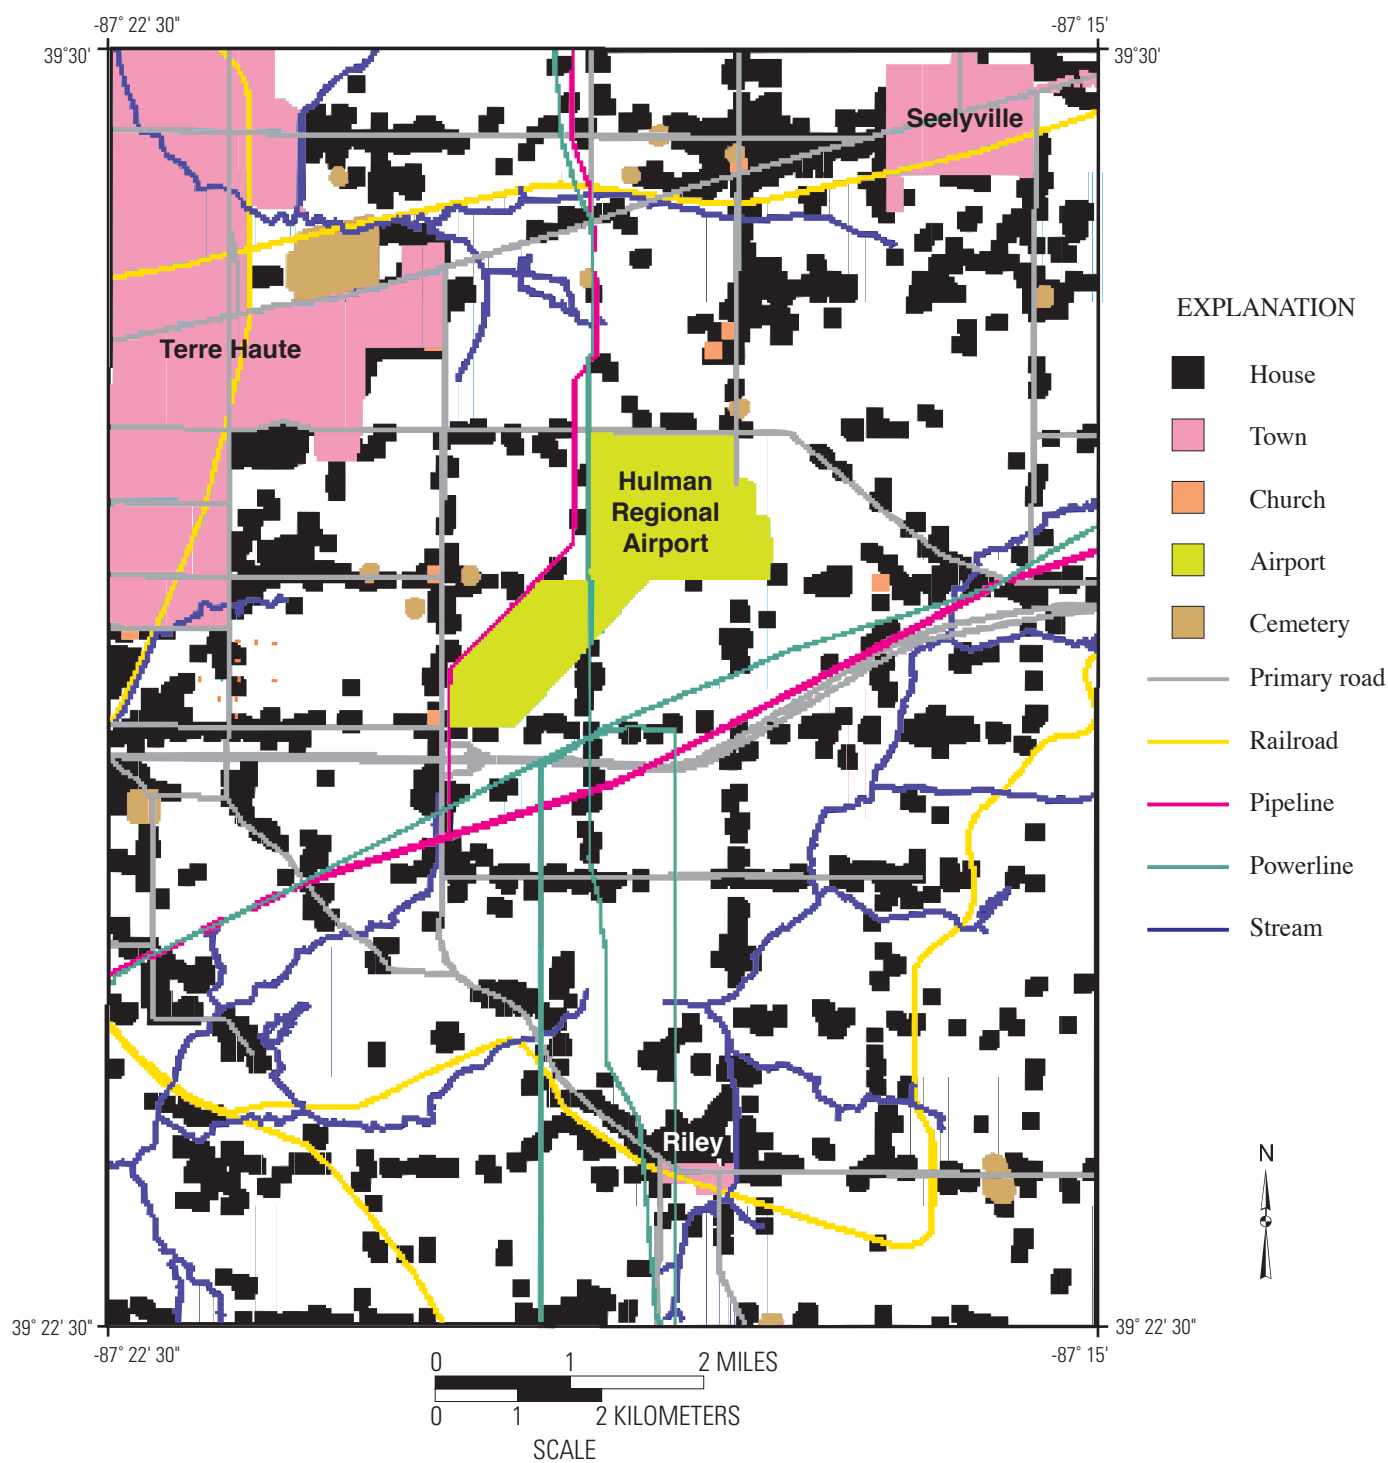 -87° 22' 30"
-87° 15'
39°30'
39°30'
Seelyville
Terre Haute
Hulman
Regional
Airport
Riley
EXPLANATION
House
Town
Church
Airport
Cemetery
Primary road
Railroad
Pipeline
Powerline
Stream
N
39° 22' 30"
39° 22' 30"
-87° 22' 30"
-87° 15'
0 1 2 MILES
0 1 2 KILOMETERS
SCALE